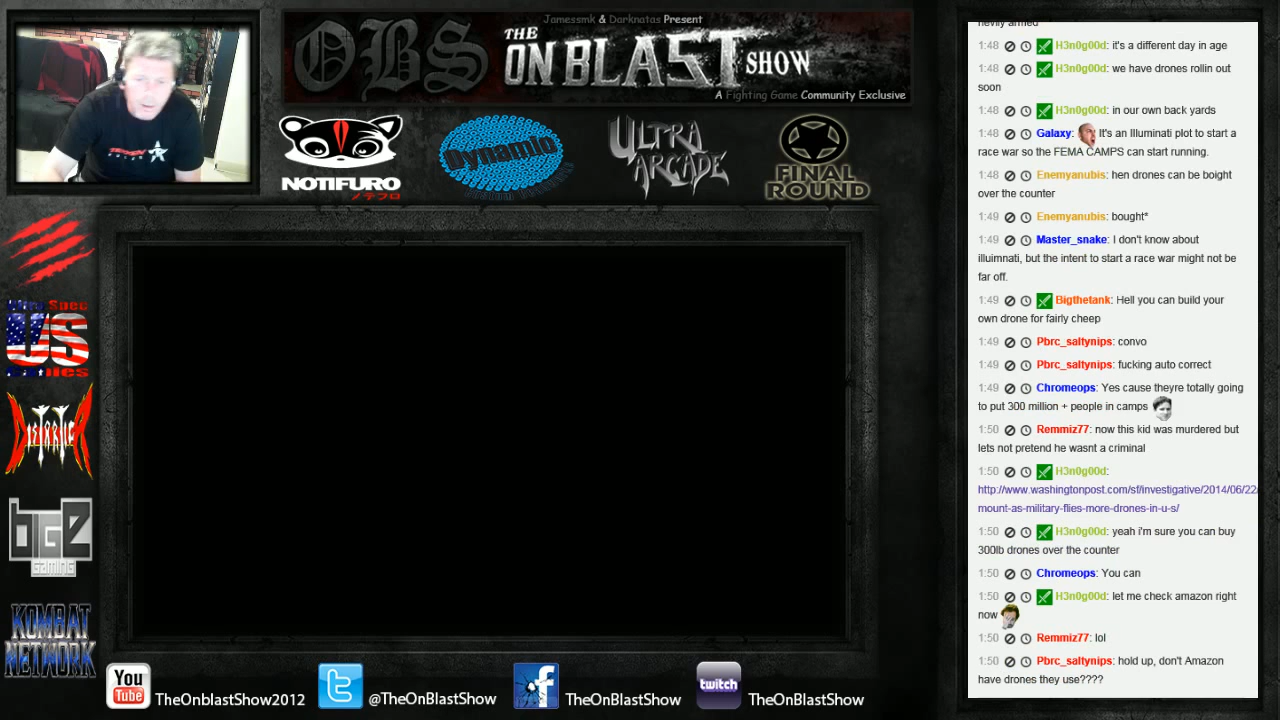 Jamessmk & Darknatas Present
OBS
THE
ON BLAST SHOW
A Fighting Game Community Exclusive
NOTIFURO
ノチフロ
Dynamic
ULTRA
ARCADE
FINAL
ROUND
US
BIGE
GAMING
KOMBAT
NETWORK
You
Tube
TheOnblastShow2012
@TheOnBlastShow
TheOnBlastShow
twitch
TheOnBlastShow
1:48 H3n0g00d: it's a different day in age
1:48 H3n0g00d: we have drones rollin out
soon
1:48 H3n0g00d: in our own back yards
1:48 Galaxy: It's an Illuminati plot to start a
race war so the FEMA CAMPS can start running.
1:48 Enemyanubis: hen drones can be boight
over the counter
1:49 Enemyanubis: bought*
1:49 Master_snake: I don't know about
illuimnati, but the intent to start a race war might not be
far off.
1:49 Bigthetank: Hell you can build your
own drone for fairly cheep
1:49 Pbrc_saltynips: convo
1:49 Pbrc_saltynips: fucking auto correct
1:49 Chromeops: Yes cause theyre totally going
to put 300 million + people in camps
1:50 Remmiz77: now this kid was murdered but
lets not pretend he wasnt a criminal
1:50 H3n0g00d:
http://www.washingtonpost.com/sf/investigative/2014/06/22/
mount-as-military-flies-more-drones-in-u-s/
1:50 H3n0g00d: yeah i'm sure you can buy
300lb drones over the counter
1:50 Chromeops: You can
1:50 H3n0g00d: let me check amazon right
now
1:50 Remmiz77: lol
1:50 Pbrc_saltynips: hold up, don't Amazon
have drones they use????